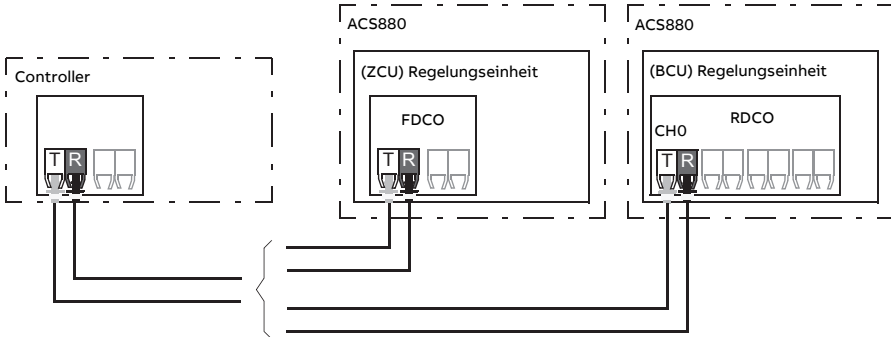 ACS880
ACS880
Controller
(ZCU) Regelungseinheit
(BCU) Regelungseinheit
FDCO
RDCO
CH0
T R
T R
T R